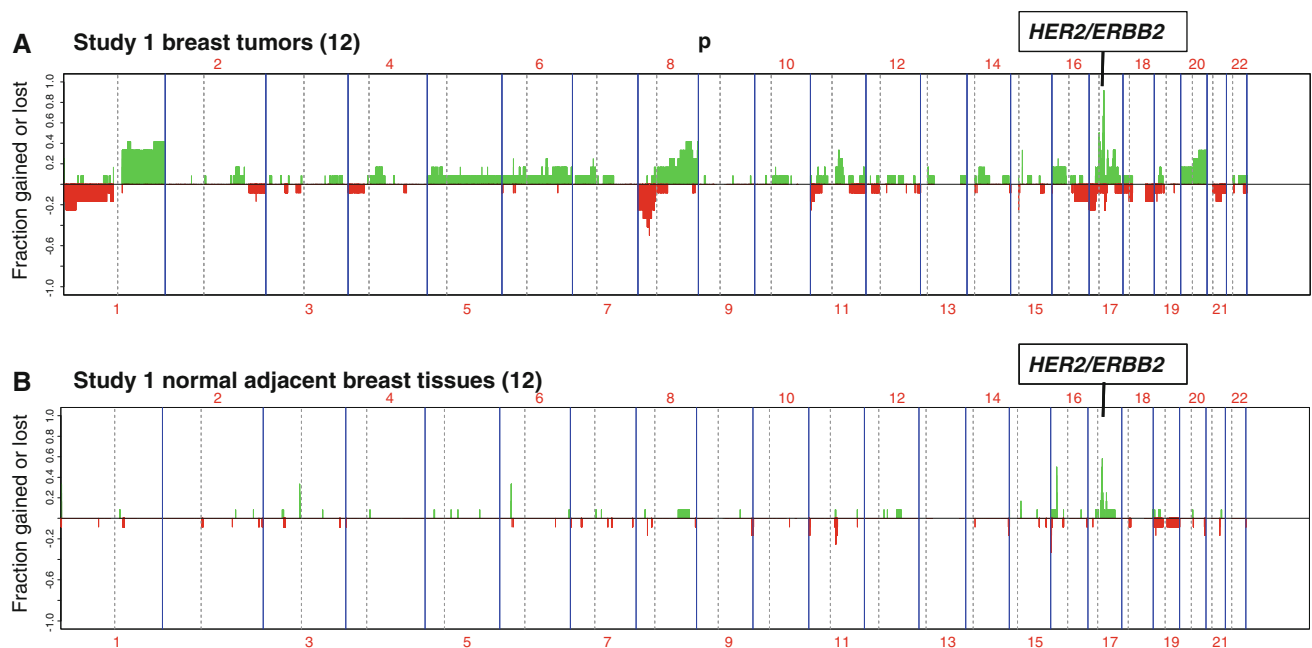 HER2/ERBB2
A Study 1 breast tumors (12) p
2 4 6 8 10 12 14 16 18 20 22
Fraction gained or lost
1.0
0.8
0.6
0.4
0.2
-0.2
-0.6
-1.0
1 3 5 7 9 11 13 15 17 19 21
HER2/ERBB2
B Study 1 normal adjacent breast tissues (12)
2 4 6 8 10 12 14 16 18 20 22
Fraction gained or lost
1.0
0.8
0.6
0.4
0.2
-0.2
-0.6
-1.0
1 3 5 7 9 11 13 15 17 19 21